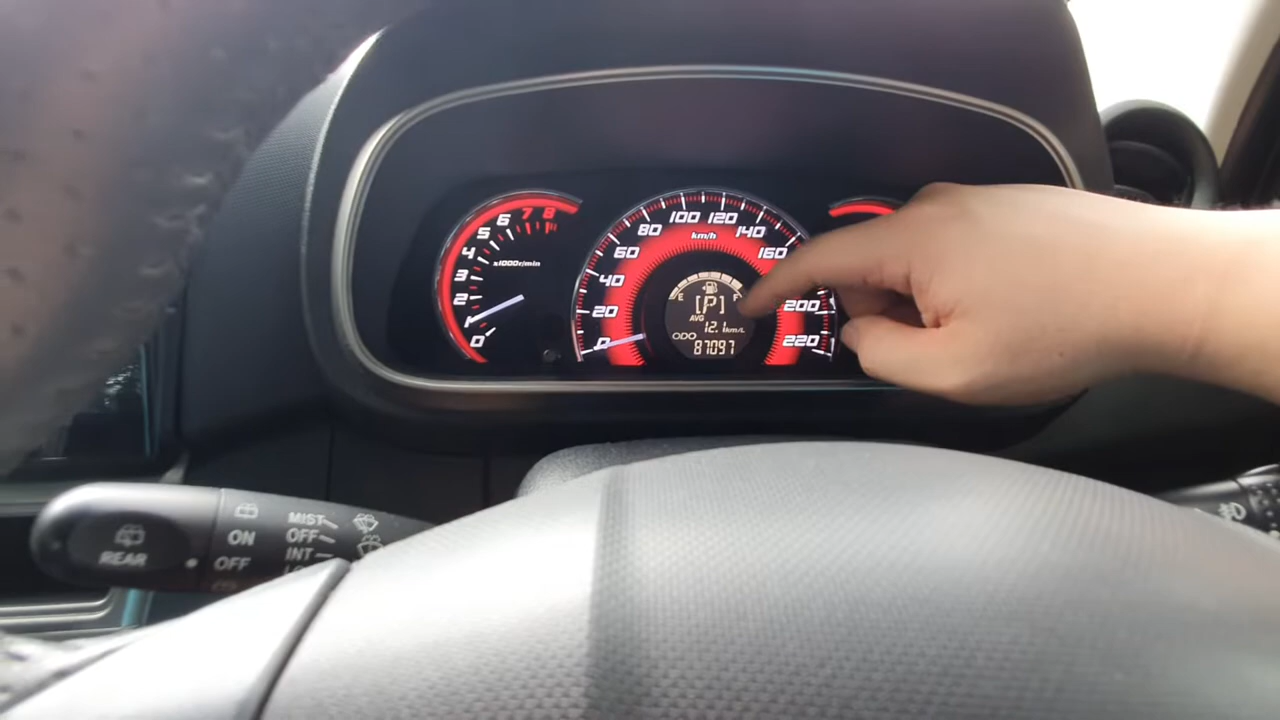 0 1 2 3 4 5 6 7 8
x1000r/min
0 20 40 60 80 100 120 140 160 200 220
km/h
E F
[P]
AVG
12.1km/L
ODO
87097
REAR
ON
OFF
MIST
OFF
INT